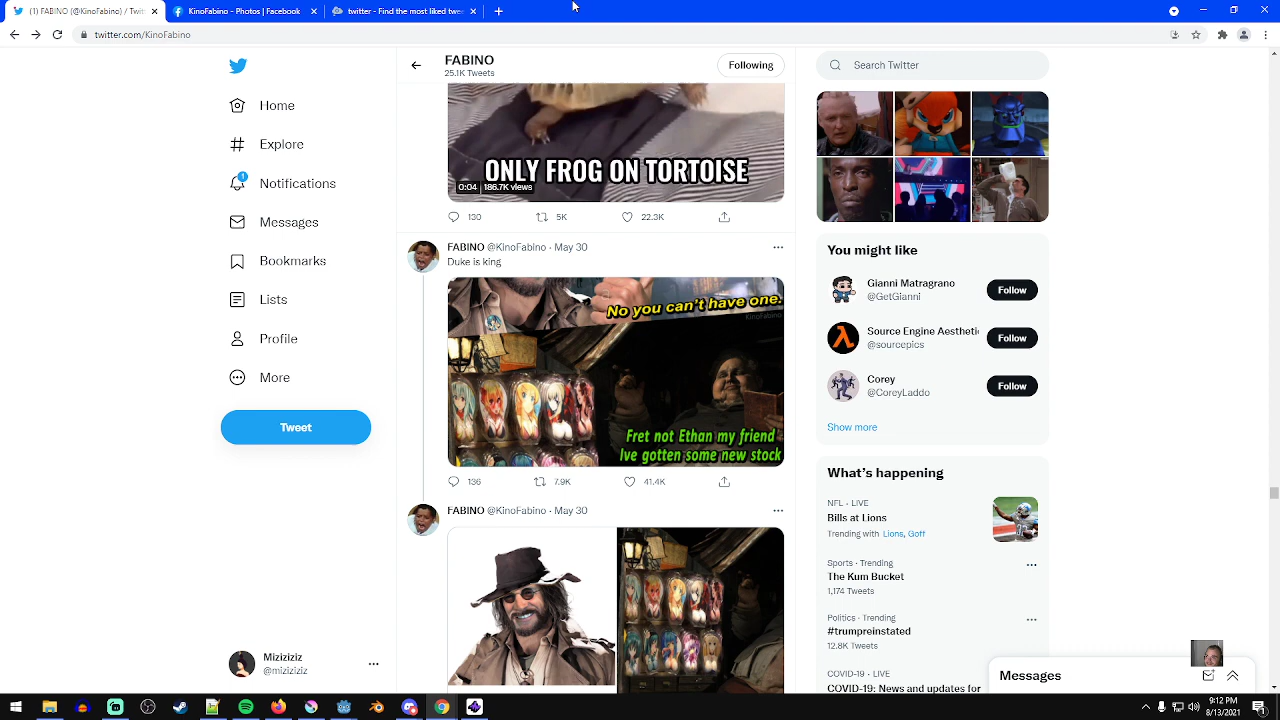 (1) FABINO (@KinoFabino) / Twitt
KinoFabino - Photos | Facebook
twitter - Find most liked tweets
twitter.com/KinoFabino
FABINO
25.1K Tweets
Following
Home
Explore
1
Notifications
Messages
Bookmarks
Lists
Profile
More
Tweet
Miziziziz
@miziziziz
ONLY FROG ON TORTOISE
0:04 186.7K views
130 5K 22.3K
FABINO @KinoFabino · May 30
Duke is king
No you can't have one.
KinoFabino
Fret not Ethan my friend
Ive gotten some new stock
136 7.9K 41.4K
FABINO @KinoFabino · May 30
Search Twitter
You might like
Gianni Matragrano
@GetGianni
Follow
Source Engine Aestheti
@sourcepics
Follow
Corey
@CoreyLaddo
Follow
Show more
What's happening
NFL · LIVE
Bills at Lions
Trending with Lions, Goff
Sports · Trending
The Kum Bucket
1,174 Tweets
Politics · Trending
#trumpreinstated
12.8K Tweets
COVID-19 · LIVE
COVID-19: News and updates for
Messages
9:12 PM
8/13/2021